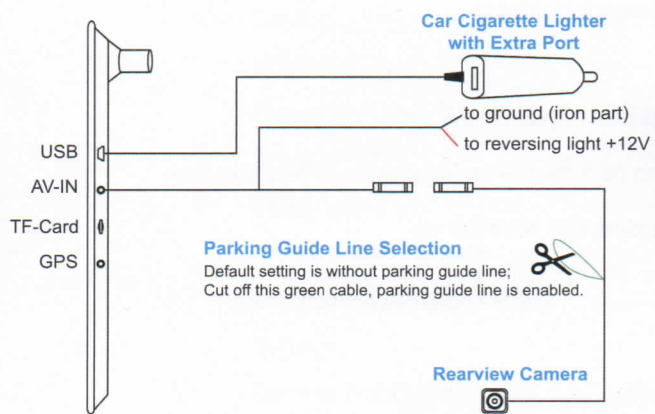 Car Cigarette Lighter
with Extra Port
to ground (iron part)
to reversing light +12V
USB
AV-IN
TF-Card
GPS
Parking Guide Line Selection
Default setting is without parking guide line;
Cut off this green cable, parking guide line is enabled.
Rearview Camera